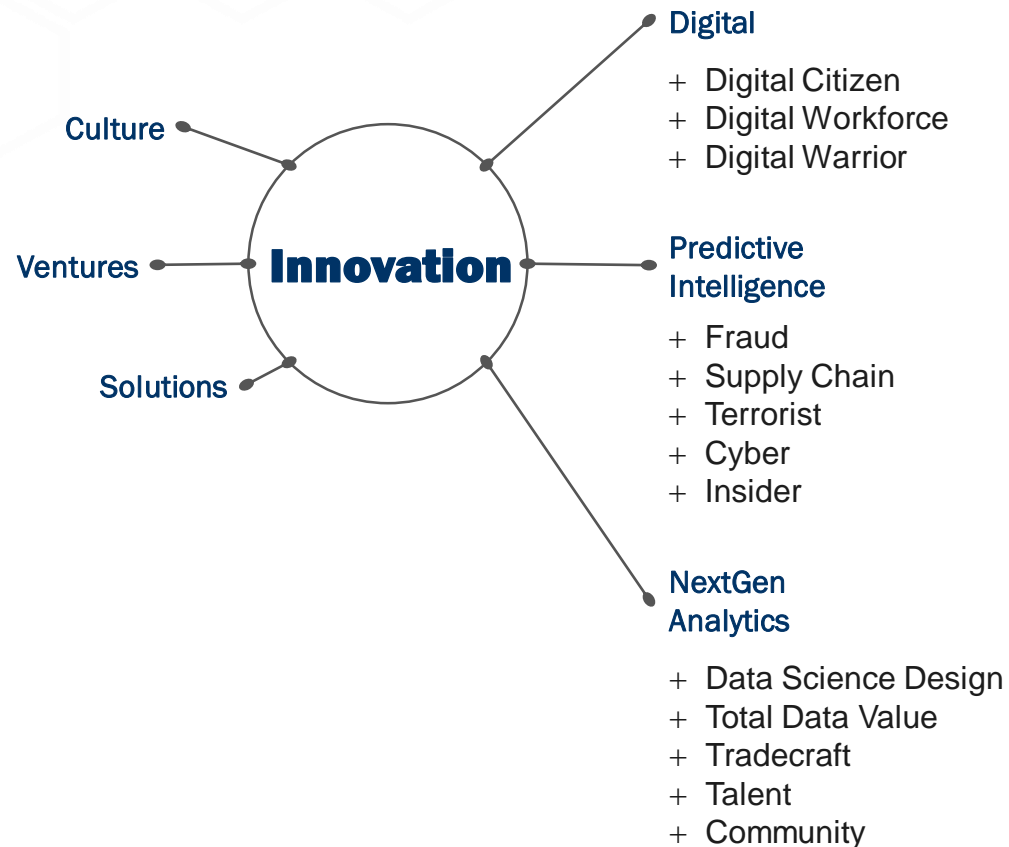 Culture
Ventures
Solutions
Innovation
Digital
+ Digital Citizen
+ Digital Workforce
+ Digital Warrior
Predictive
Intelligence
+ Fraud
+ Supply Chain
+ Terrorist
+ Cyber
+ Insider
NextGen
Analytics
+ Data Science Design
+ Total Data Value
+ Tradecraft
+ Talent
+ Community